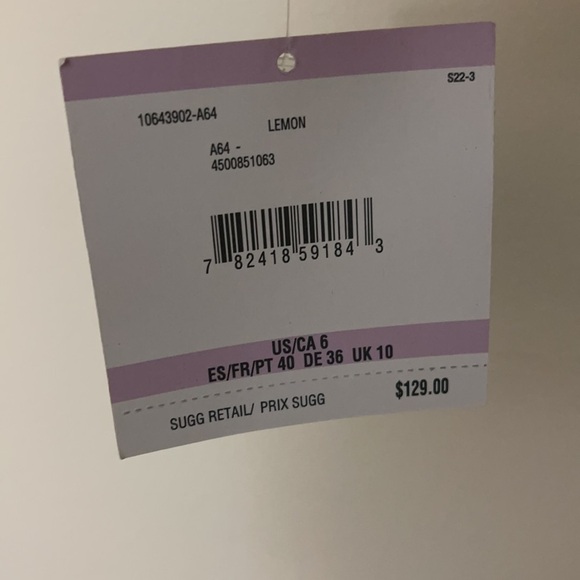 S22-3
10643902-A64
LEMON
A64 -
4500851063
7 82418 59184 3
US/CA 6
ES/FR/PT 40 DE 36 UK 10
SUGG RETAIL/ PRIX SUGG $129.00